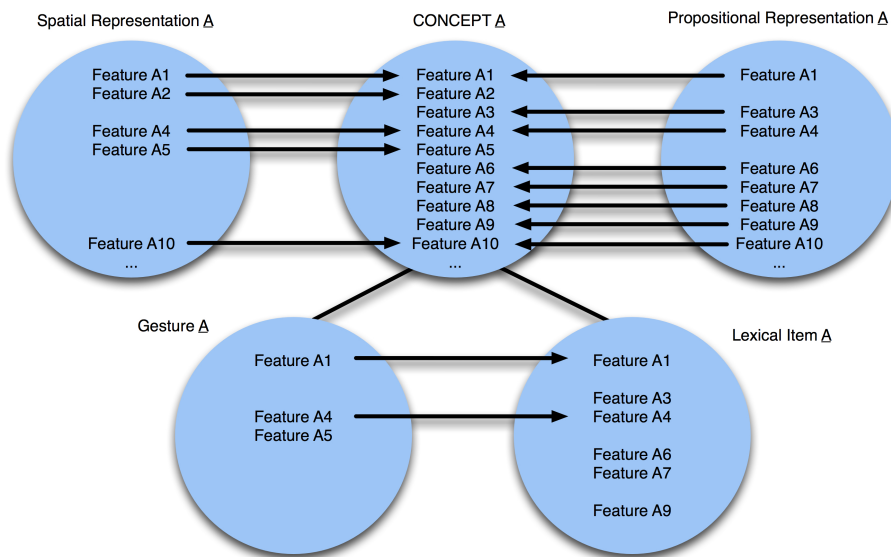 Spatial Representation A
Feature A1
Feature A2
Feature A4
Feature A5
Feature A10
...
CONCEPT A
Feature A1
Feature A2
Feature A3
Feature A4
Feature A5
Feature A6
Feature A7
Feature A8
Feature A9
Feature A10
...
Propositional Representation A
Feature A1
Feature A3
Feature A4
Feature A6
Feature A7
Feature A8
Feature A9
Feature A10
...
Gesture A
Feature A1
Feature A4
Feature A5
Lexical Item A
Feature A1
Feature A3
Feature A4
Feature A6
Feature A7
Feature A9